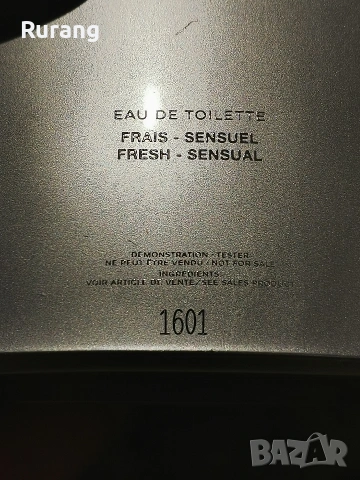 Rurang
EAU DE TOILETTE
FRAIS - SENSUEL
FRESH - SENSUAL
DEMONSTRATION - TESTER
NE PEUT ÊTRE VENDU / NOT FOR SALE
INGREDIENTS:
VOIR ARTICLE DE VENTE / SEE SALES PRODUCT
1601
BAZAR